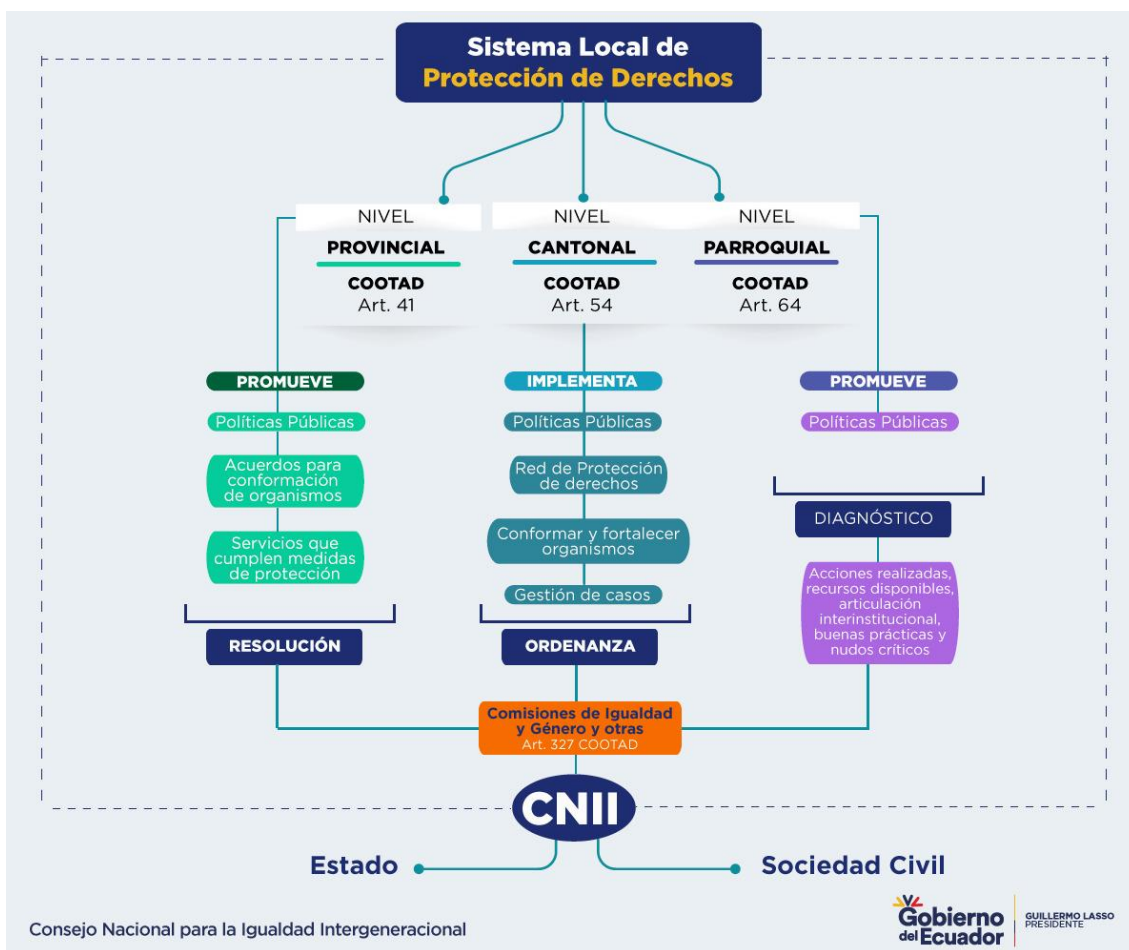 Sistema Local de
Protección de Derechos
NIVEL
PROVINCIAL
COOTAD
Art. 41
NIVEL
CANTONAL
COOTAD
Art. 54
NIVEL
PARROQUIAL
COOTAD
Art. 64
PROMUEVE
Políticas Públicas
Acuerdos para
conformación
de organismos
Servicios que
cumplen medidas
de protección
RESOLUCIÓN
IMPLEMENTA
Políticas Públicas
Red de Protección
de derechos
Conformar y fortalecer
organismos
Gestión de casos
ORDENANZA
PROMUEVE
Políticas Públicas
DIAGNÓSTICO
Acciones realizadas,
recursos disponibles,
articulación
interinstitucional,
buenas prácticas y
nudos críticos
Comisiones de Igualdad
y Género y otras
Art. 327 COOTAD
CNII
Estado
Sociedad Civil
Consejo Nacional para la Igualdad Intergeneracional
Gobierno
del Ecuador
GUILLERMO LASSO
PRESIDENTE